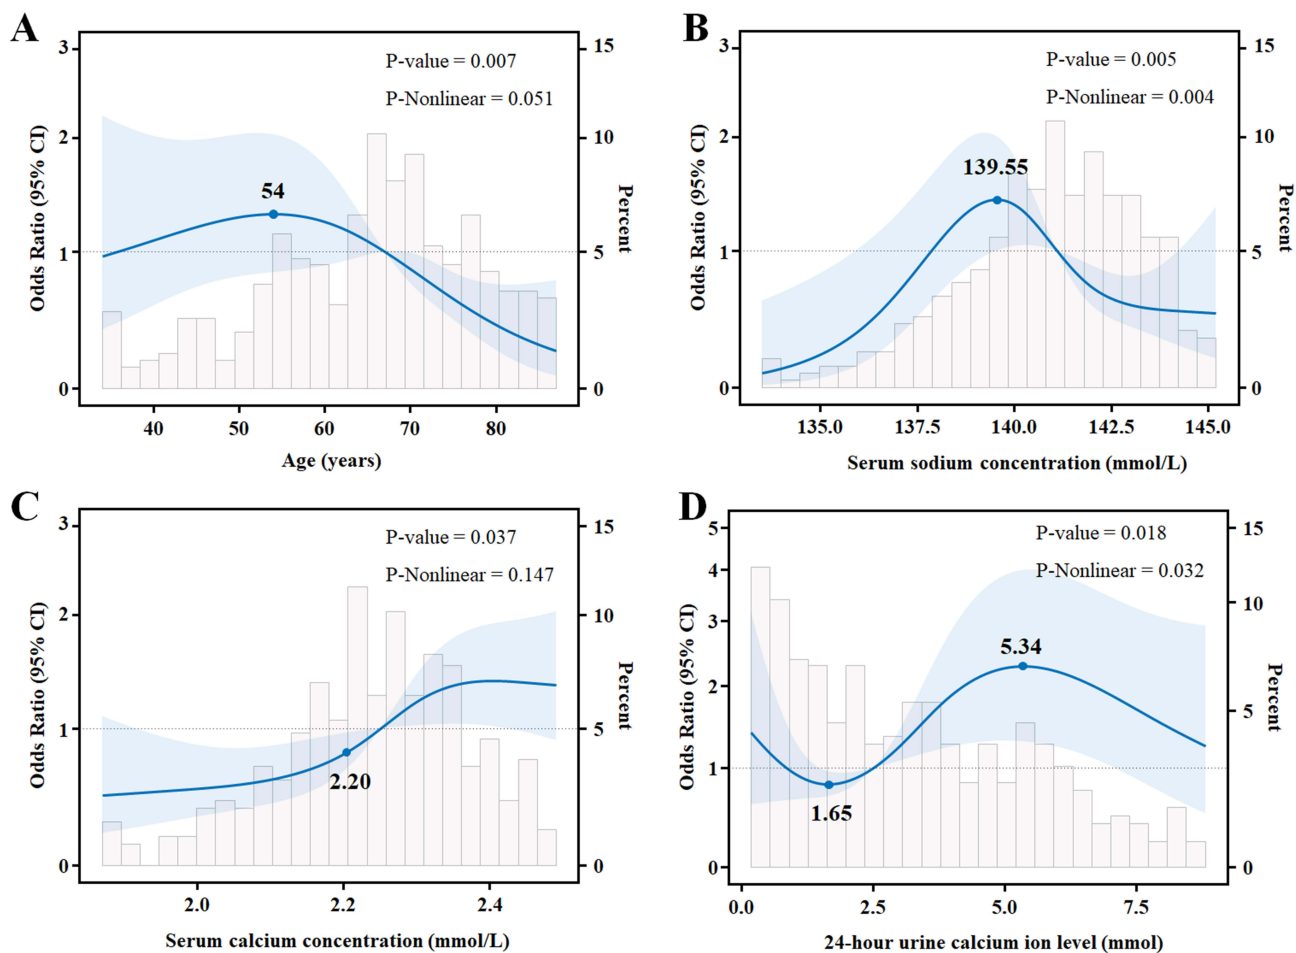 A
P-value = 0.007
P-Nonlinear = 0.051
54
Odds Ratio (95% CI)
3
2
1
0
Percent
15
10
5
0
40 50 60 70 80
Age (years)
B
P-value = 0.005
P-Nonlinear = 0.004
139.55
Odds Ratio (95% CI)
3
2
1
0
Percent
15
10
5
0
135.0 137.5 140.0 142.5 145.0
Serum sodium concentration (mmol/L)
C
P-value = 0.037
P-Nonlinear = 0.147
2.20
Odds Ratio (95% CI)
3
2
1
0
Percent
15
10
5
0
2.0 2.2 2.4
Serum calcium concentration (mmol/L)
D
P-value = 0.018
P-Nonlinear = 0.032
5.34
1.65
Odds Ratio (95% CI)
5
4
3
2
1
0
Percent
15
10
5
0
0.0 2.5 5.0 7.5
24-hour urine calcium ion level (mmol)